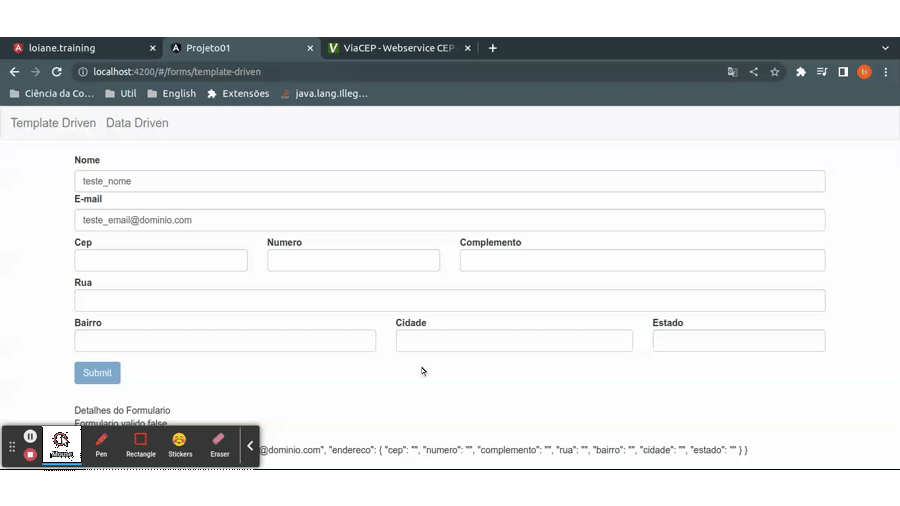 loiane.training Projeto01 ViaCEP - Webservice CEP
localhost:4200/#/forms/template-driven
Ciência da Co... Util English Extensões java.lang.Illeg...
Template Driven Data Driven
Nome
teste_nome
E-mail
teste_email@dominio.com
Cep Numero Complemento
Rua
Bairro Cidade Estado
Submit
Detalhes do Formulario
Formulario valido false
@dominio.com", "endereco": { "cep": "", "numero": "", "complemento": "", "rua": "", "bairro": "", "cidade": "", "estado": "" } }
Pen Rectangle Stickers Eraser